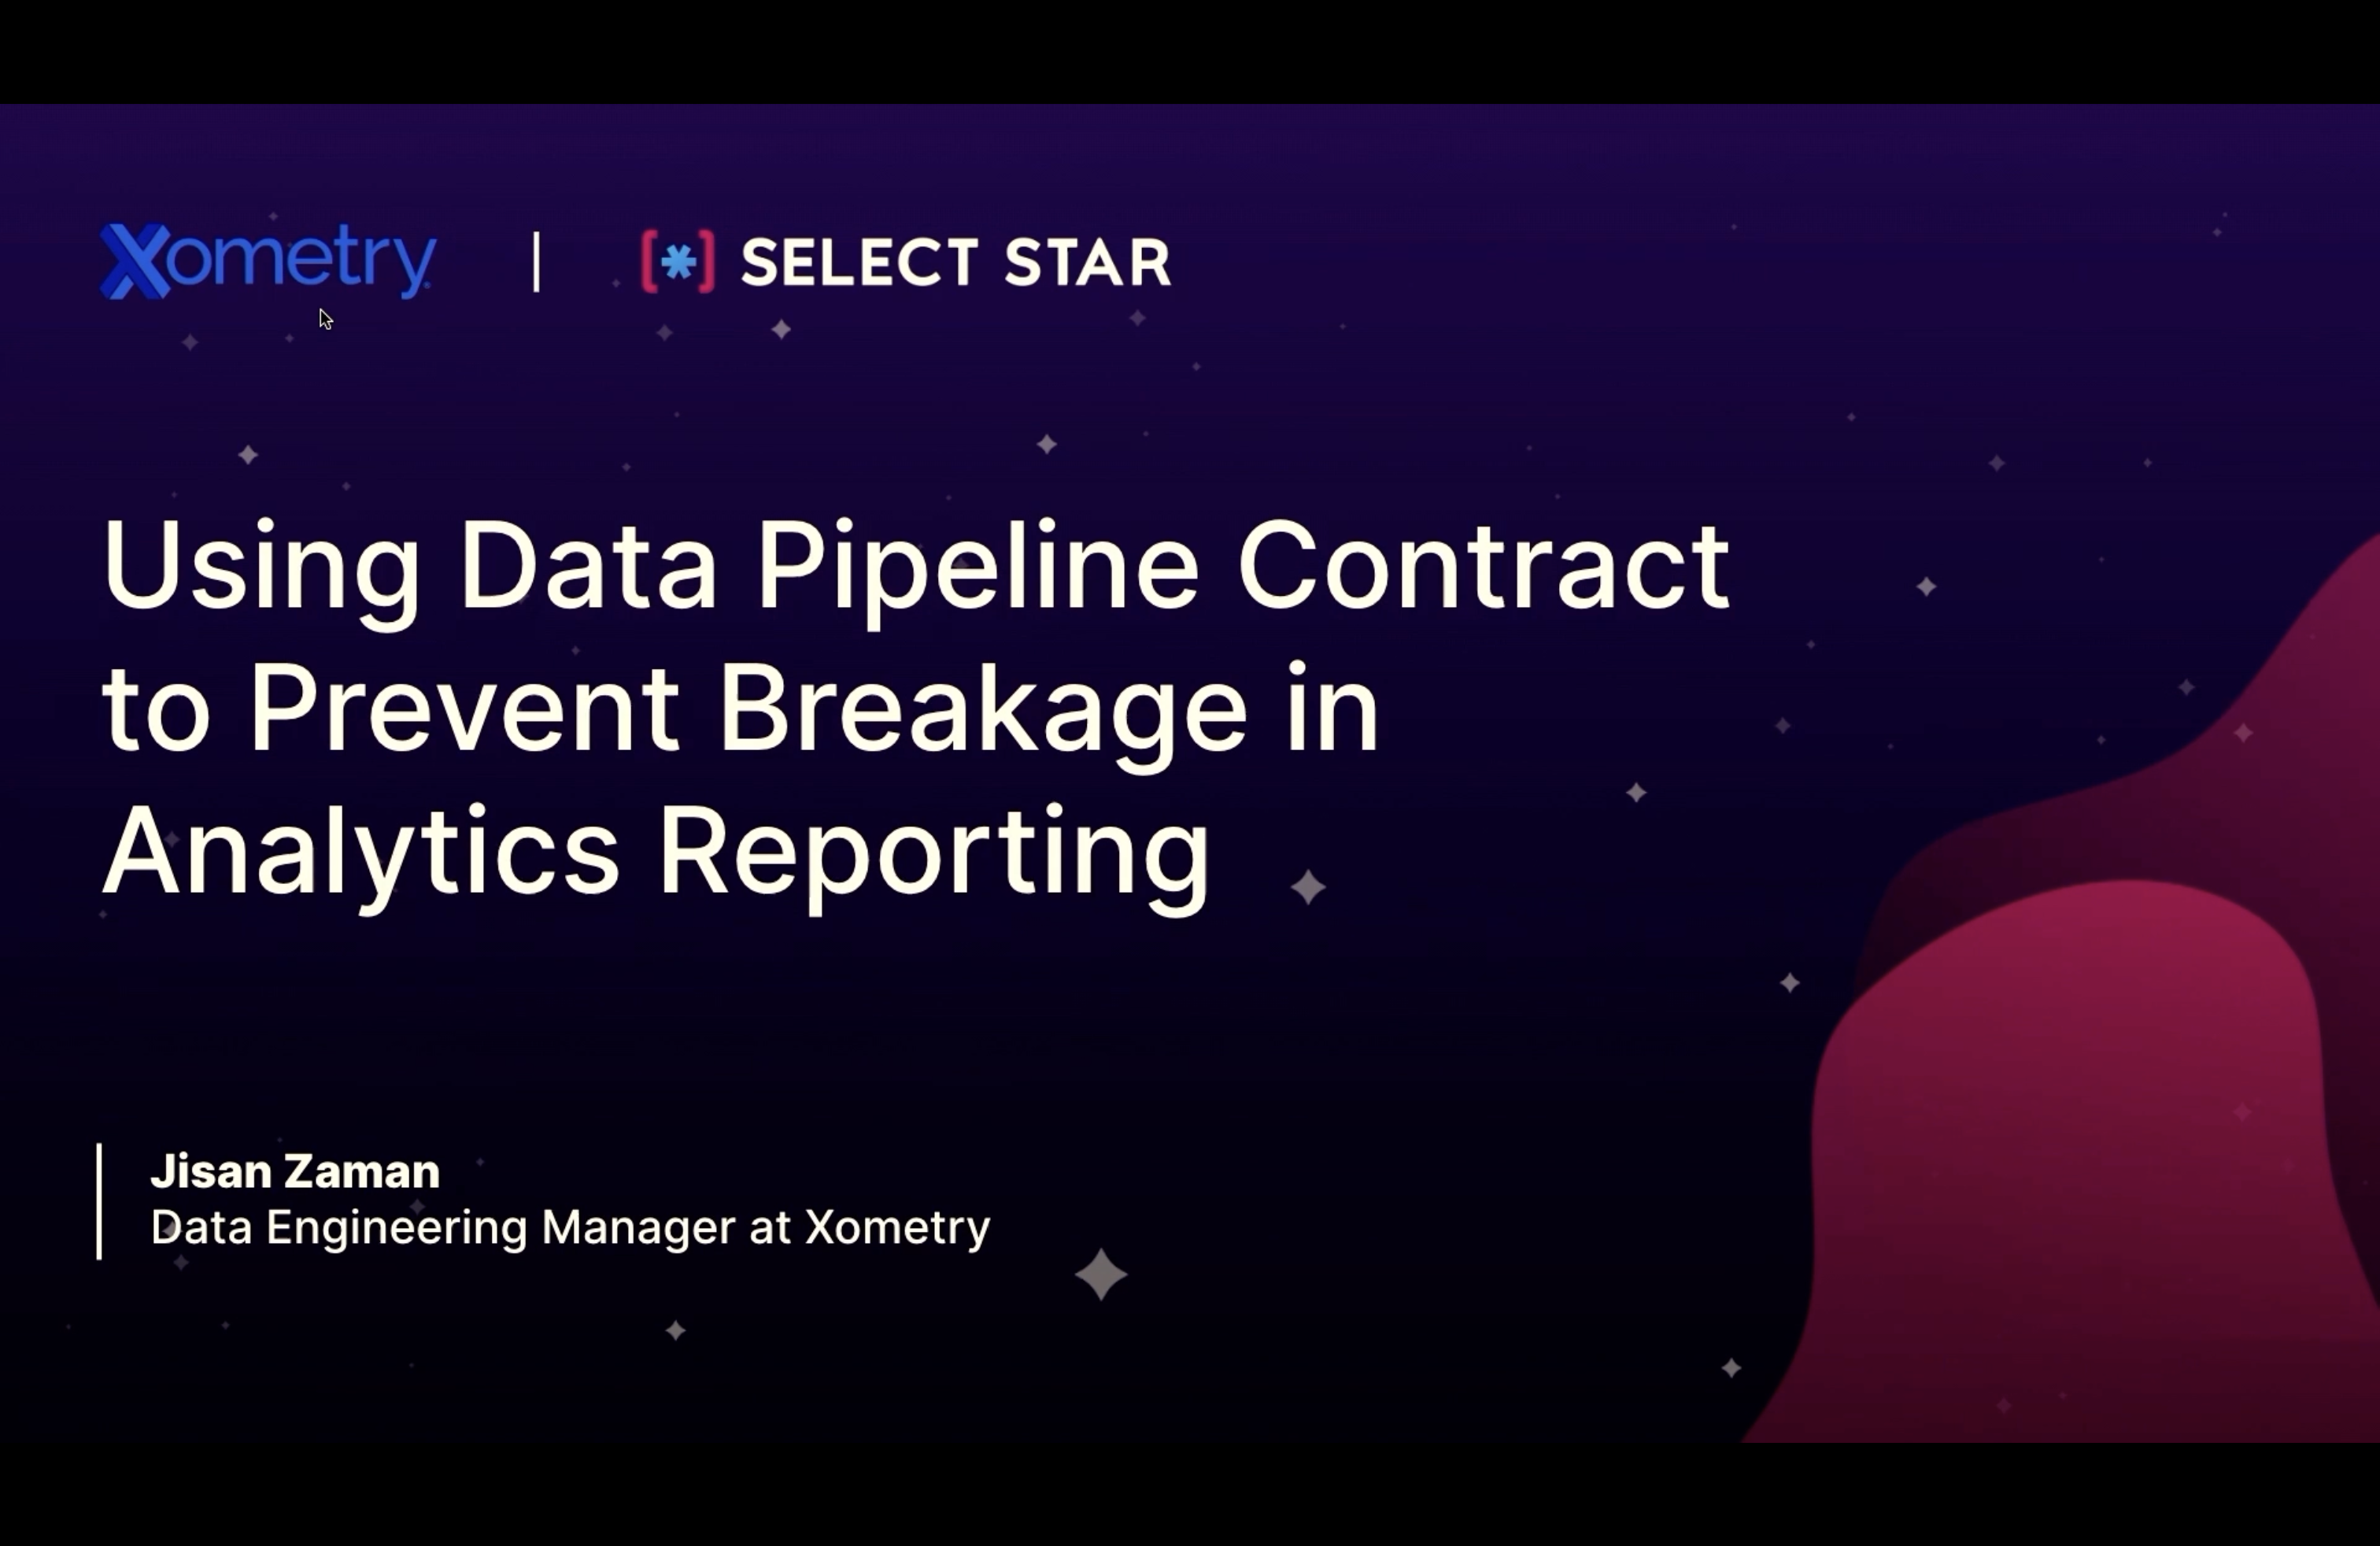 Xometry | [*] SELECT STAR
Using Data Pipeline Contract
to Prevent Breakage in
Analytics Reporting
Jisan Zaman
Data Engineering Manager at Xometry